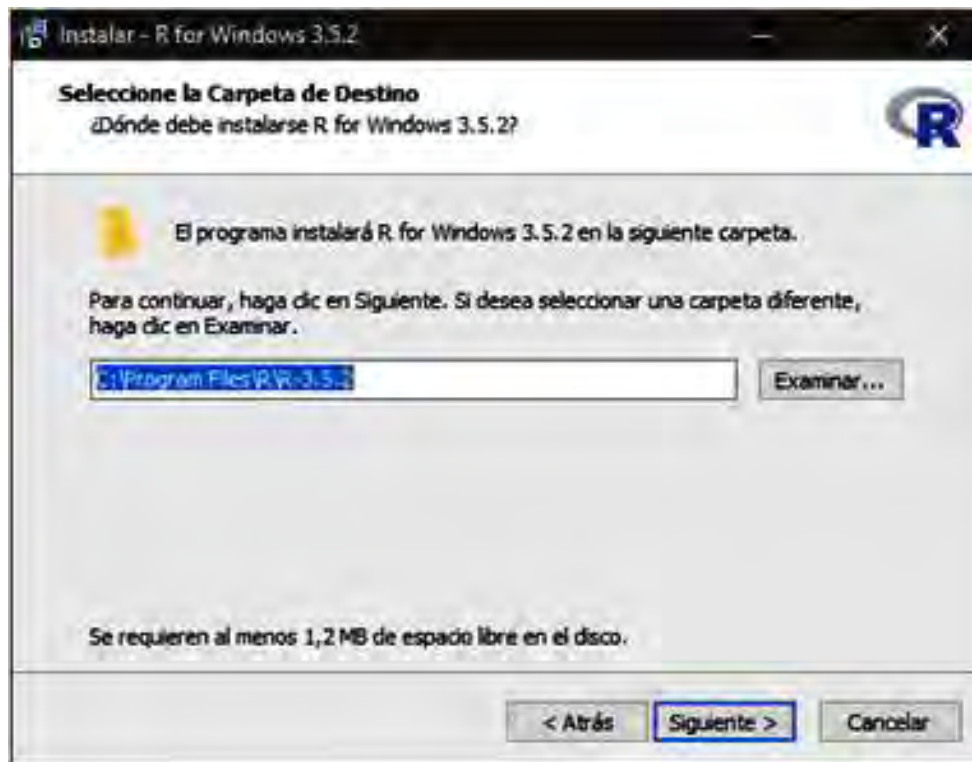 Instalar - R for Windows 3.5.2
Seleccione la Carpeta de Destino
¿Dónde debe instalarse R for Windows 3.5.2?
R
El programa instalará R for Windows 3.5.2 en la siguiente carpeta.
Para continuar, haga clic en Siguiente. Si desea seleccionar una carpeta diferente,
haga clic en Examinar.
C:\Program Files\R\R-3.5.2
Examinar...
Se requieren al menos 1,2 MB de espacio libre en el disco.
< Atrás
Siguiente >
Cancelar